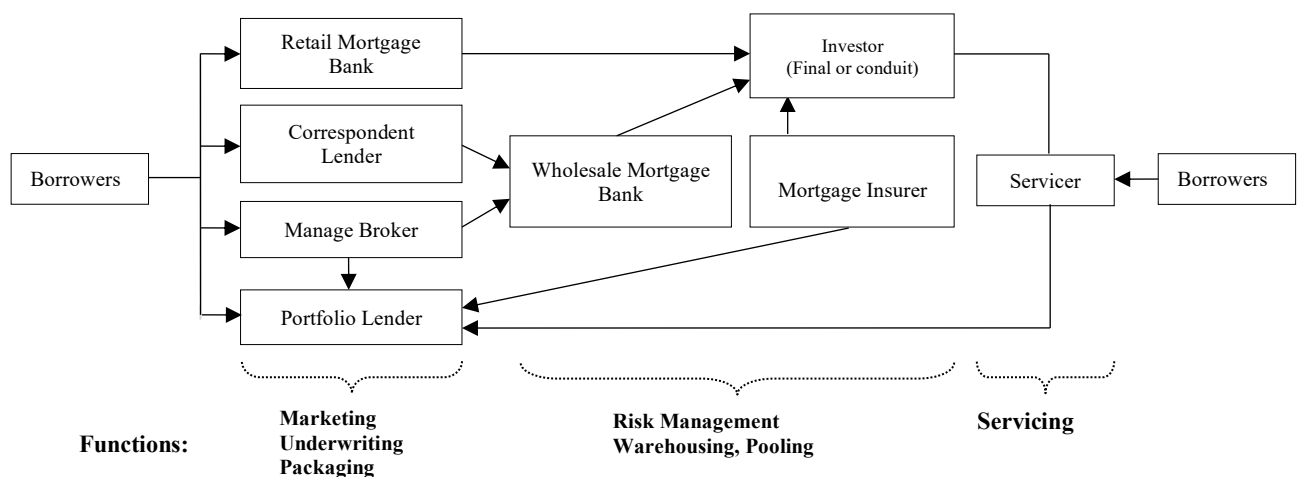 Retail Mortgage
Bank
Investor
(Final or conduit)
Correspondent
Lender
Borrowers
Wholesale Mortgage
Bank
Mortgage Insurer
Servicer
Borrowers
Manage Broker
Portfolio Lender
Functions:
Marketing
Underwriting
Packaging
Risk Management
Warehousing, Pooling
Servicing